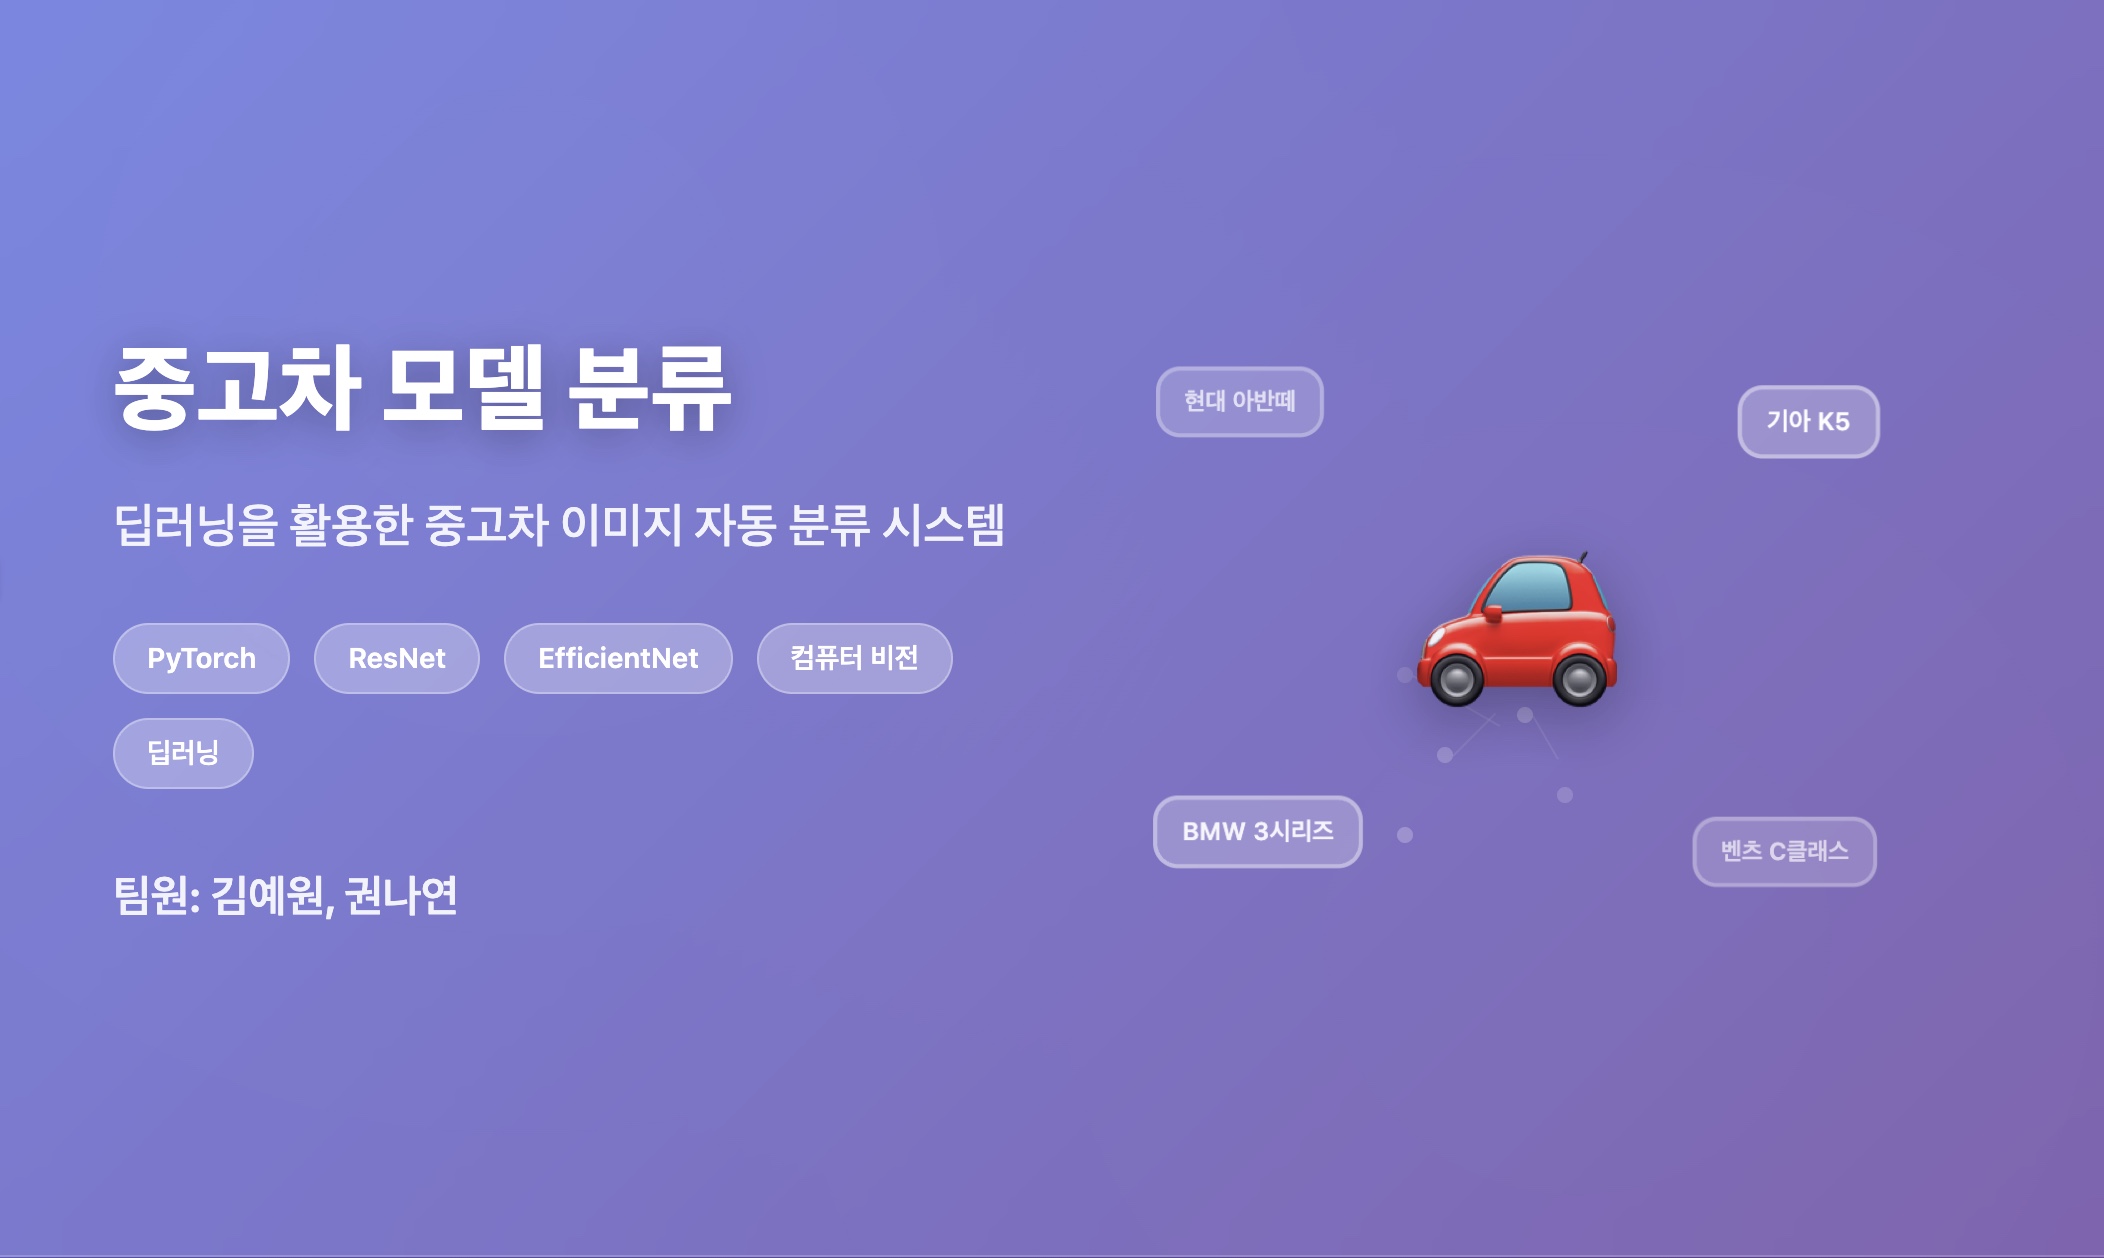 중고차 모델 분류
딥러닝을 활용한 중고차 이미지 자동 분류 시스템
PyTorch ResNet EfficientNet 컴퓨터 비전
딥러닝
팀원: 김예원, 권나연
현대 아반떼
기아 K5
BMW 3시리즈
벤츠 C클래스